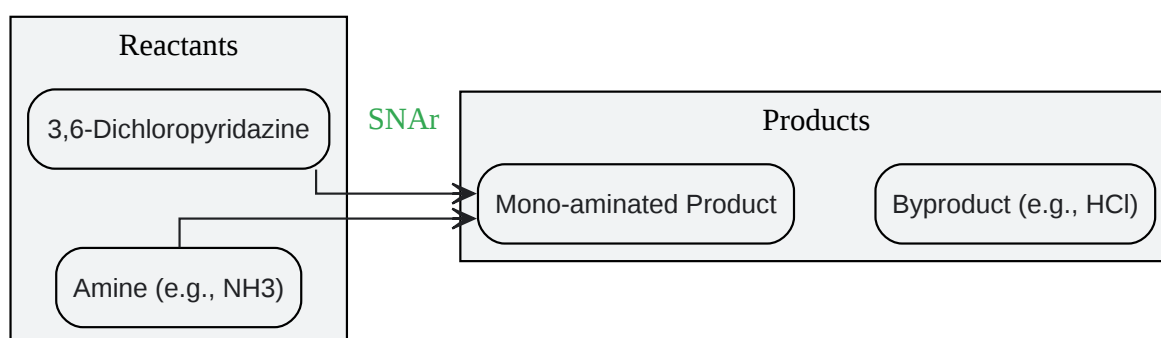 Reactants
3,6-Dichloropyridazine
Amine (e.g., NH3)
SNAr
Products
Mono-aminated Product
Byproduct (e.g., HCl)